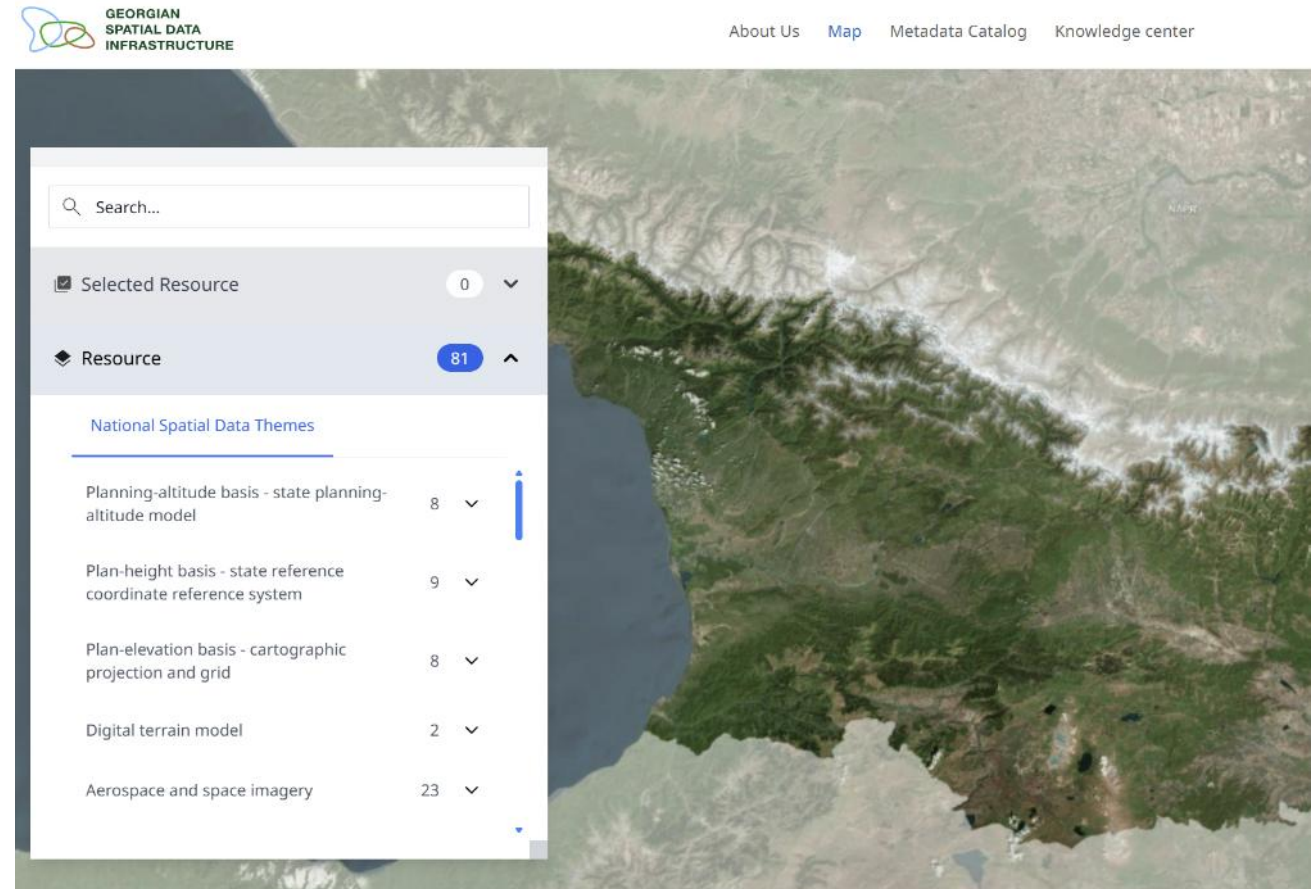 GEORGIAN
SPATIAL DATA
INFRASTRUCTURE
About Us Map Metadata Catalog Knowledge center
Search...
Selected Resource 0
Resource 81
National Spatial Data Themes
Planning-altitude basis - state planning-
altitude model 8
Plan-height basis - state reference
coordinate reference system 9
Plan-elevation basis - cartographic
projection and grid 8
Digital terrain model 2
Aerospace and space imagery 23
NAPR